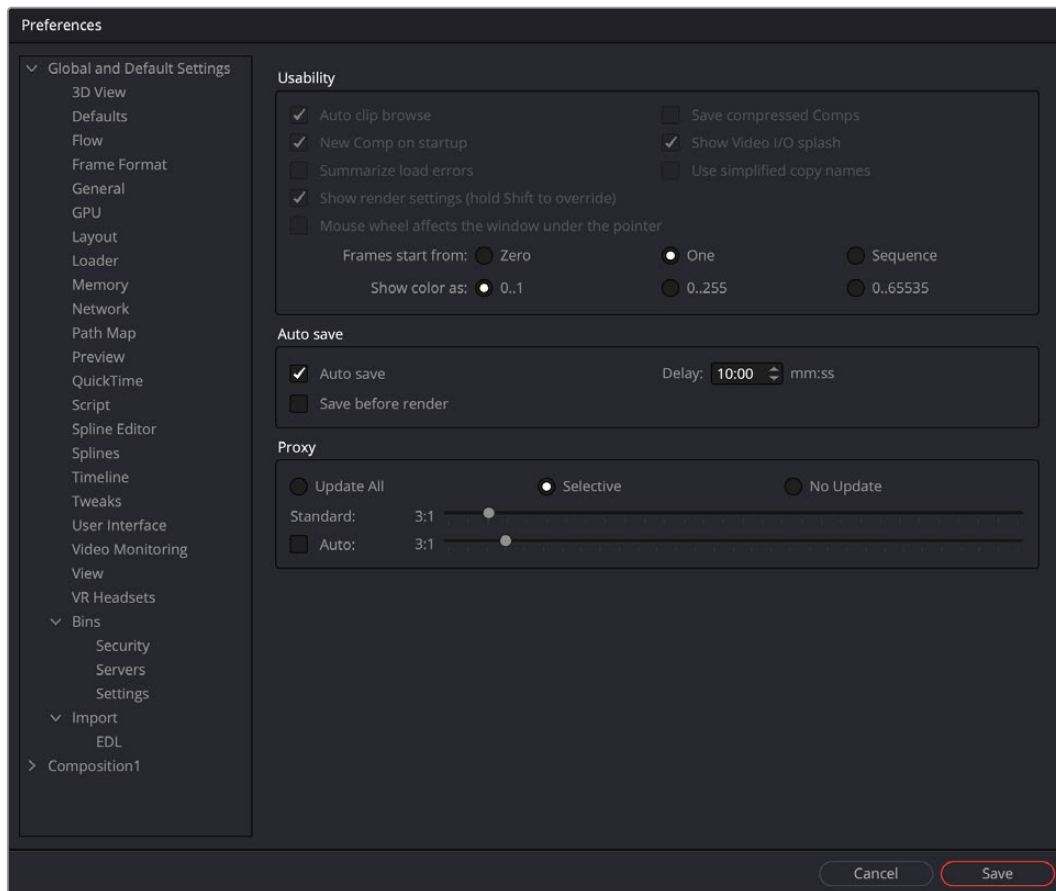 Preferences
Global and Default Settings
3D View
Defaults
Flow
Frame Format
General
GPU
Layout
Loader
Memory
Network
Path Map
Preview
QuickTime
Script
Spline Editor
Splines
Timeline
Tweaks
User Interface
Video Monitoring
View
VR Headsets
Bins
Security
Servers
Settings
Import
EDL
Composition1
Usability
Auto clip browse Save compressed Comps
New Comp on startup Show Video I/O splash
Summarize load errors Use simplified copy names
Show render settings (hold Shift to override)
Mouse wheel affects the window under the pointer
Frames start from: Zero One Sequence
Show color as: 0..1 0..255 0..65535
Auto save
Auto save Delay: 10:00 mm:ss
Save before render
Proxy
Update All Selective No Update
Standard: 3:1
Auto: 3:1
Cancel Save